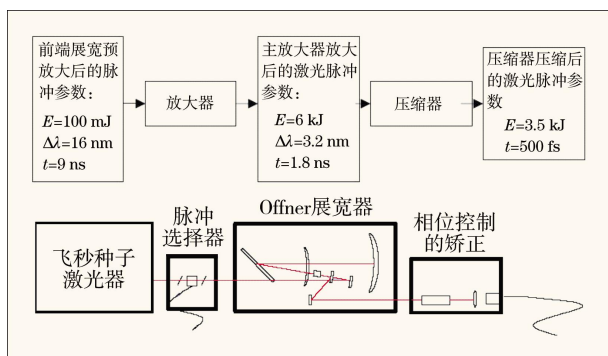 前端展宽预
放大后的脉
冲参数：
E=100 mJ
Δλ=16 nm
t=9 ns
放大器
主放大器放大
后的激光脉冲
参数：
E=6 kJ
Δλ=3.2 nm
t=1.8 ns
压缩器
压缩器压缩后
的激光脉冲参
数
E=3.5 kJ
t=500 fs
飞秒种子
激光器
脉冲
选择器
Offner展宽器
相位控制
的矫正